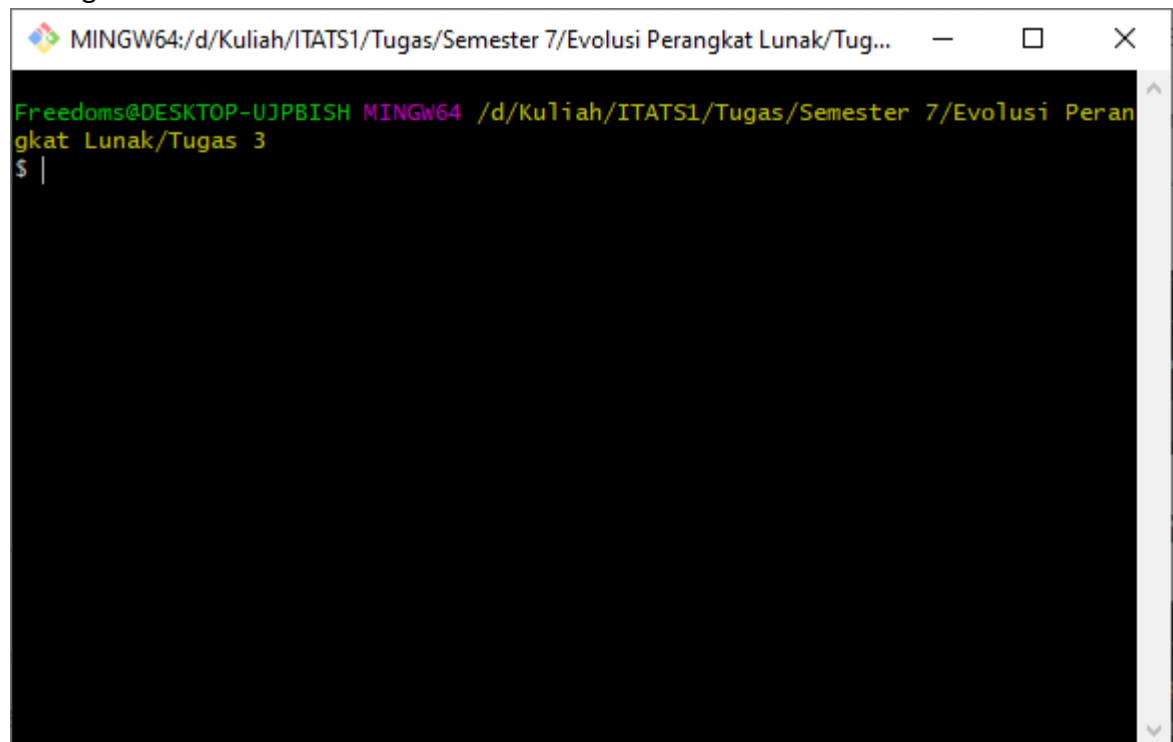 MINGW64:/d/Kuliah/ITATS1/Tugas/Semester 7/Evolusi Perangkat Lunak/Tug...
Freedoms@DESKTOP-UJPBISH MINGW64 /d/Kuliah/ITATS1/Tugas/Semester 7/Evolusi Peran
gkat Lunak/Tugas 3
$